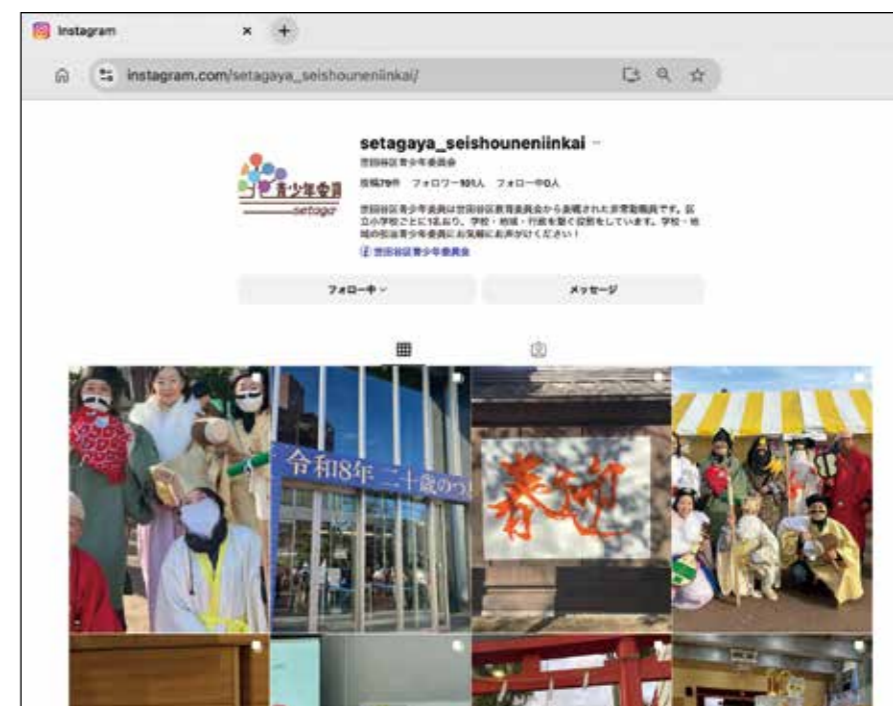 Instagram
instagram.com/setagaya_seishouneniinkai/
setagaya_seishouneniinkai
世田谷区青少年委員会
青少年委員
setaga
投稿79件 フォロワー101人 フォロー中0人
世田谷区青少年委員は世田谷区教育委員会から委嘱された非常勤職員です。区
立小学校ごとに1名おり、学校・地域・行政を繋ぐ役割をしています。学校・地
域の担当青少年委員にお気軽にお声がけください！
世田谷区青少年委員会
フォロー中
メッセージ
令和8年 二十歳のつ
迎春